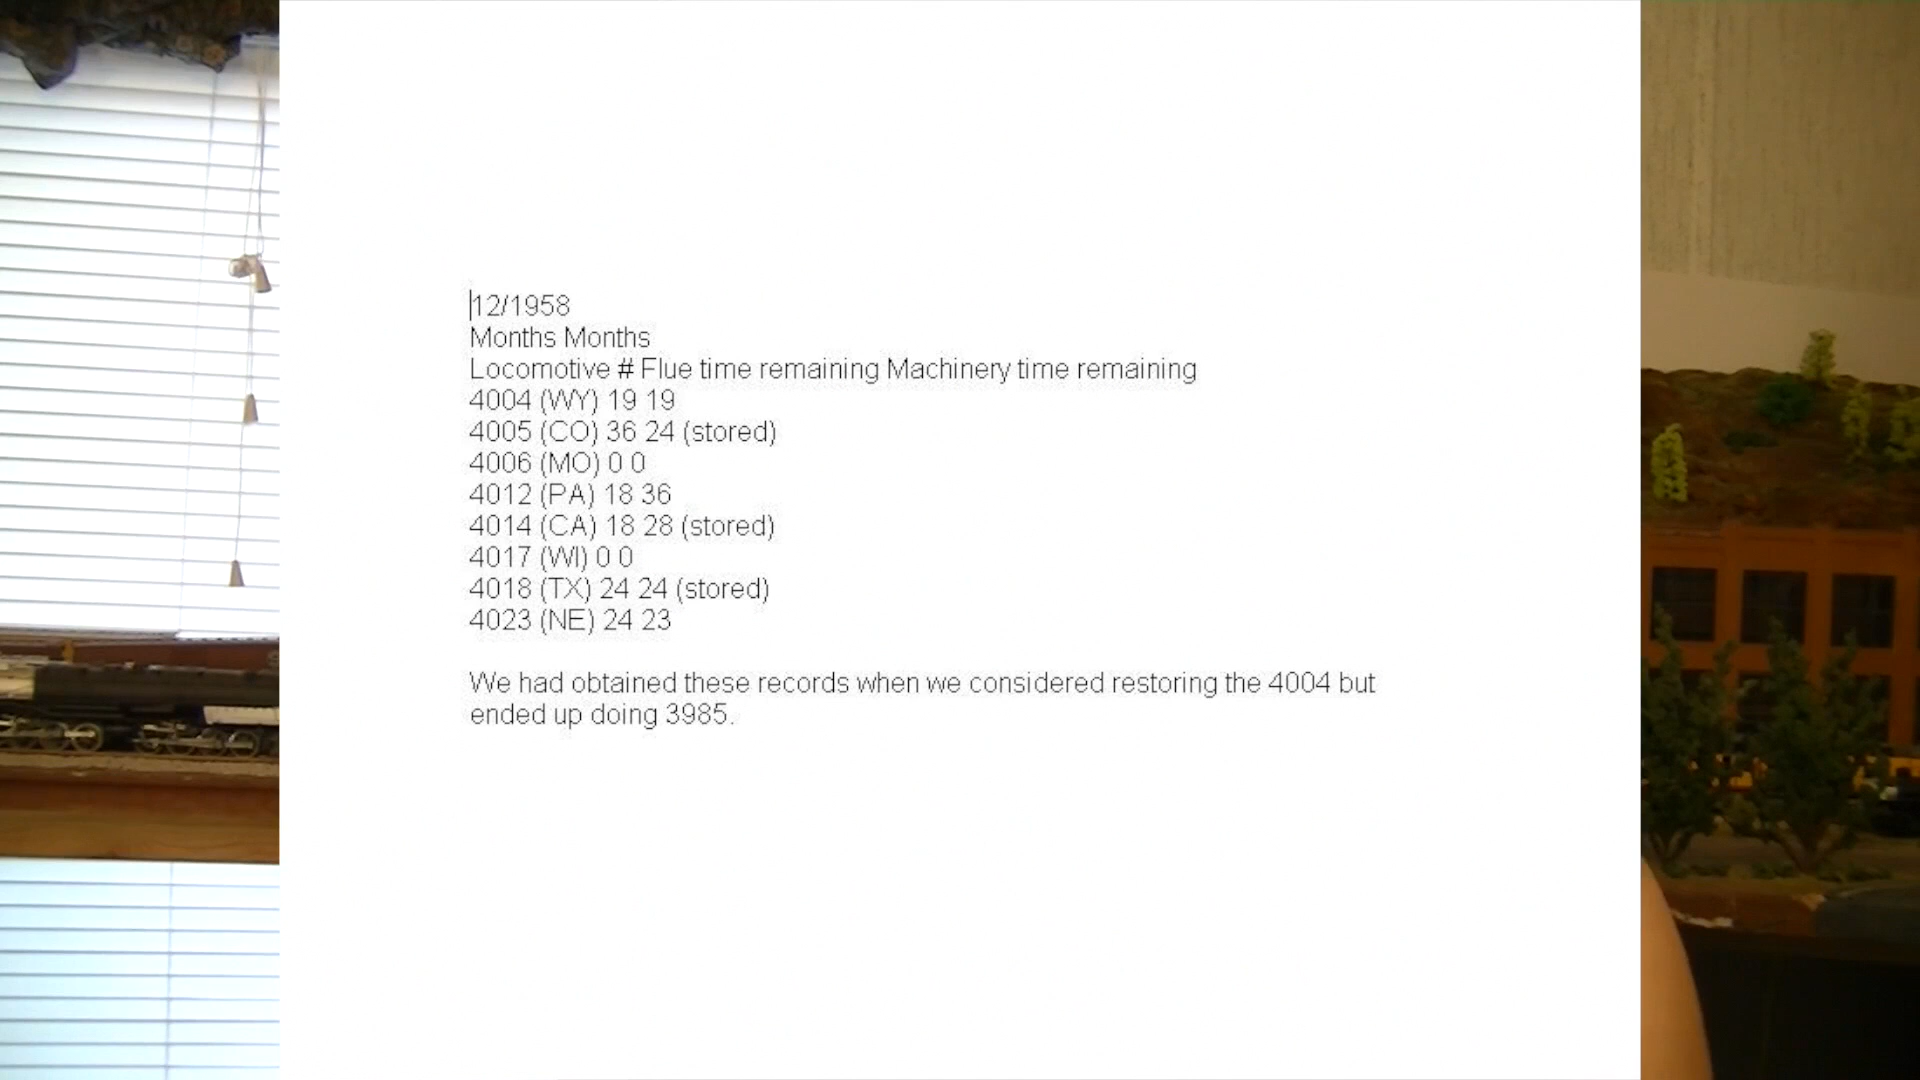 12/1958
Months Months
Locomotive # Flue time remaining Machinery time remaining
4004 (WY) 19 19
4005 (CO) 36 24 (stored)
4006 (MO) 0 0
4012 (PA) 18 36
4014 (CA) 18 28 (stored)
4017 (WI) 0 0
4018 (TX) 24 24 (stored)
4023 (NE) 24 23
We had obtained these records when we considered restoring the 4004 but
ended up doing 3985.